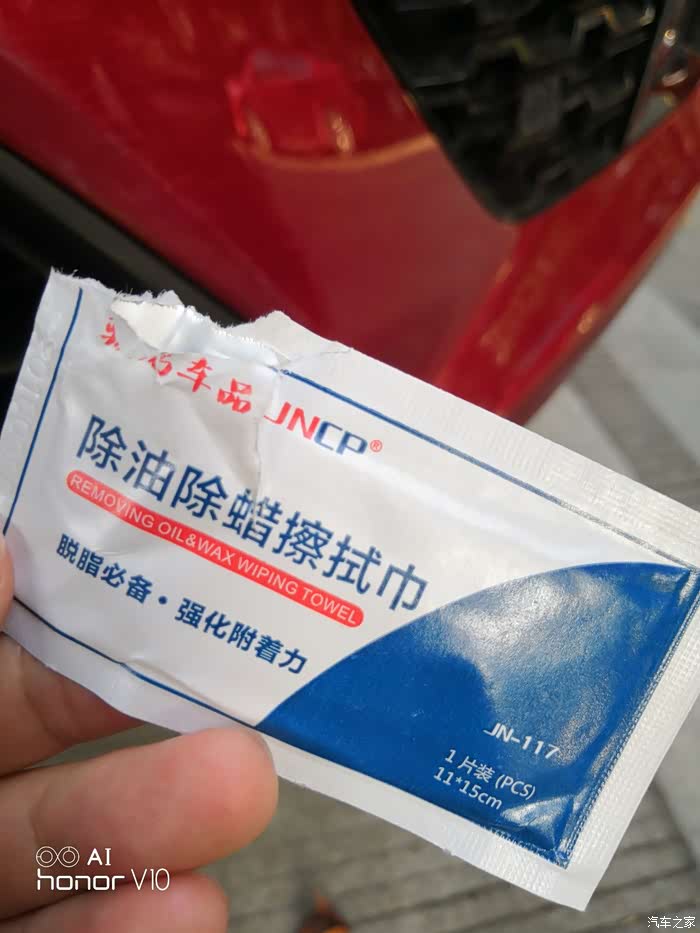 车品 JNCP®
除油除蜡擦拭巾
REMOVING OIL&WAX WIPING TOWEL
脱脂必备·强化附着力
JN-117
1片装(PCS)
11*15cm
AI
honor V10
汽车之家